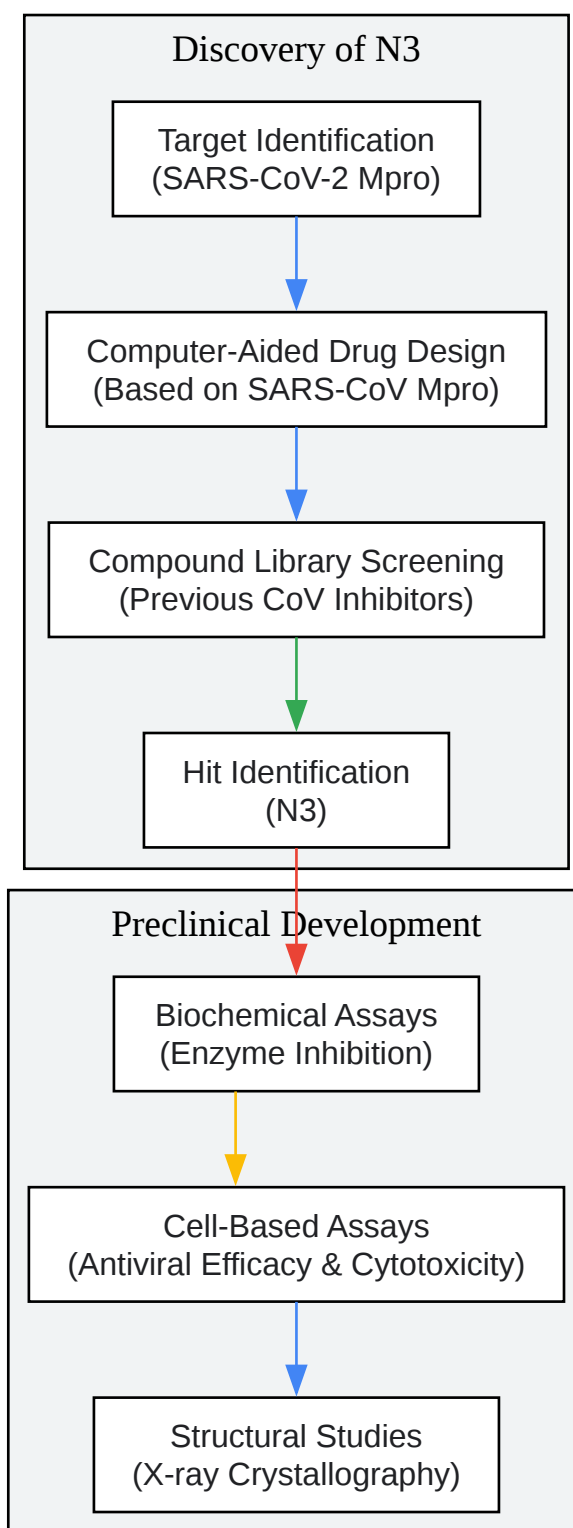 Discovery of N3
Target Identification
(SARS-CoV-2 Mpro)
Computer-Aided Drug Design
(Based on SARS-CoV Mpro)
Compound Library Screening
(Previous CoV Inhibitors)
Hit Identification
(N3)
Preclinical Development
Biochemical Assays
(Enzyme Inhibition)
Cell-Based Assays
(Antiviral Efficacy & Cytotoxicity)
Structural Studies
(X-ray Crystallography)